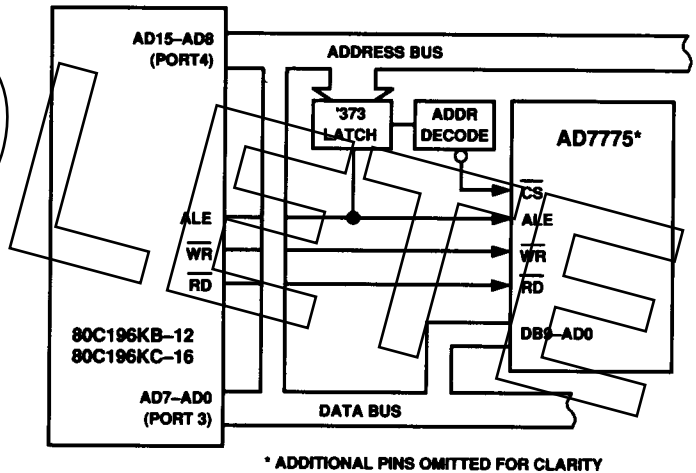 AD15–AD8
(PORT4)
ADDRESS BUS
'373
LATCH
ADDR
DECODE
AD7775*
CS
ALE
ALE
WR
WR
RD
RD
DB9–AD0
80C196KB–12
80C196KC–16
AD7–AD0
(PORT 3)
DATA BUS
* ADDITIONAL PINS OMITTED FOR CLARITY